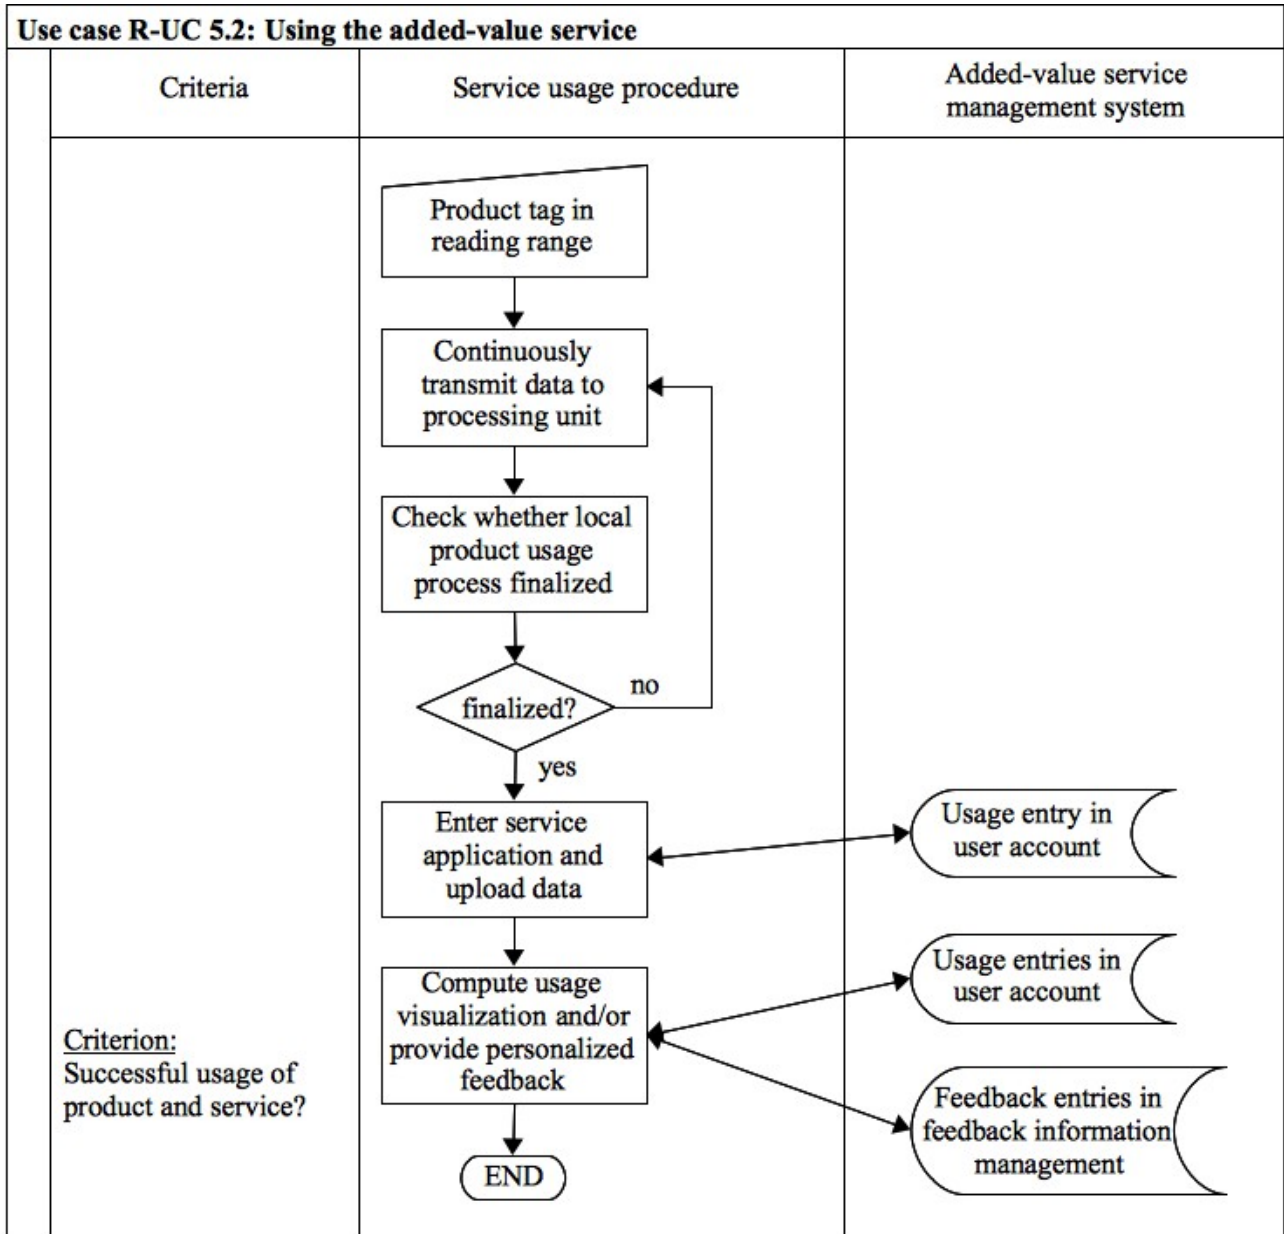 Use case R-UC 5.2: Using the added-value service
Criteria
Service usage procedure
Added-value service
management system
Product tag in
reading range
Continuously
transmit data to
processing unit
Check whether local
product usage
process finalized
finalized?
no
yes
Enter service
application and
upload data
Usage entry in
user account
Compute usage
visualization and/or
provide personalized
feedback
Usage entries in
user account
Criterion:
Successful usage of
product and service?
Feedback entries in
feedback information
management
END